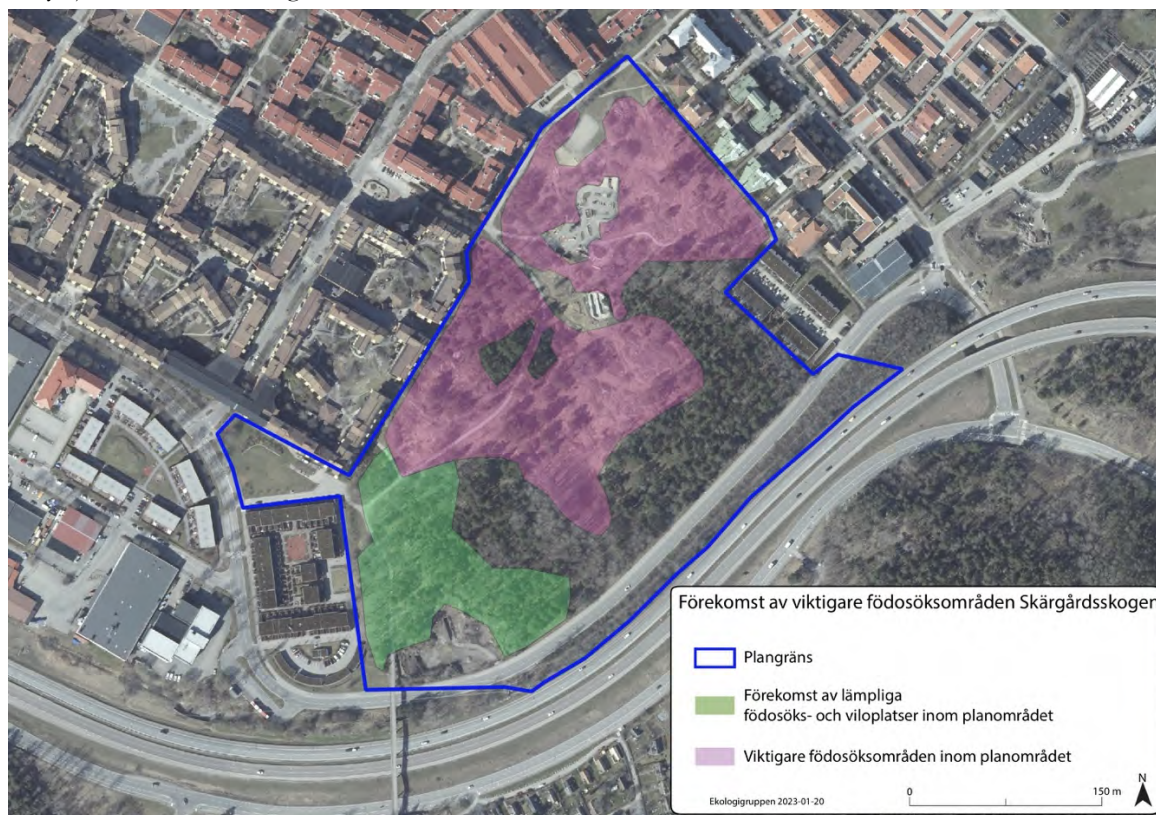 Förekomst av viktigare födosöksområden Skärgårdsskogen
Plangräns
Förekomst av lämpliga
födosöks- och viloplatser inom planområdet
Viktigare födosöksområden inom planområdet
Ekologigruppen 2023-01-20
0
150 m
N